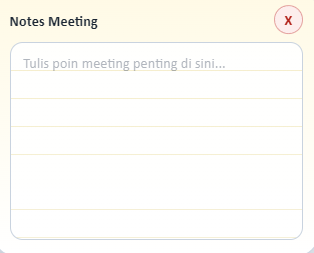 Notes Meeting
X
Tulis poin meeting penting di sini...